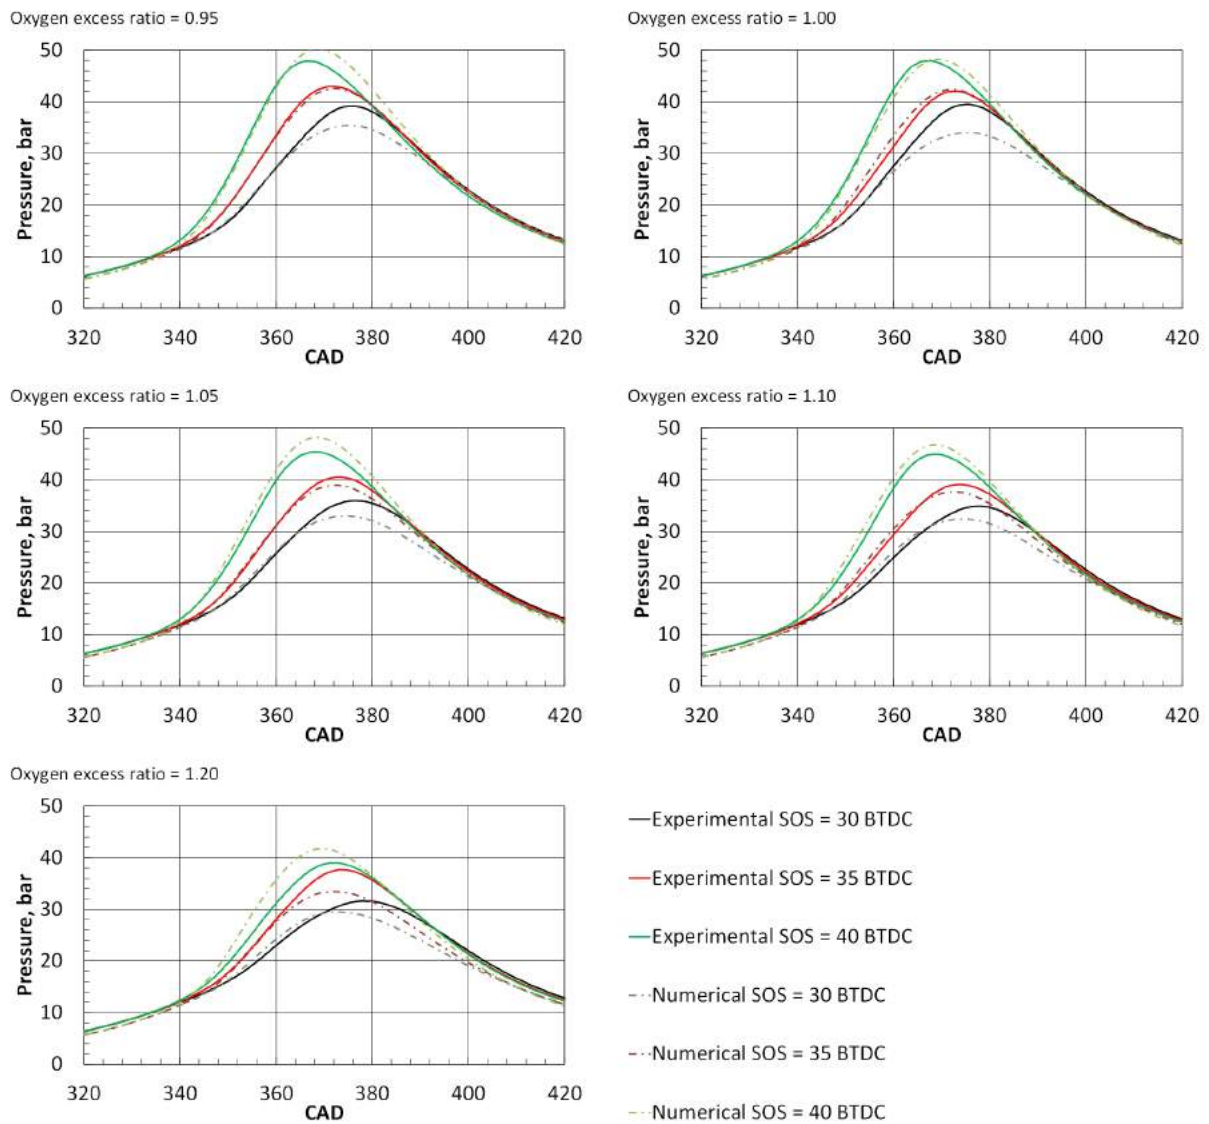 Oxygen excess ratio = 0.95
50
40
30
20
10
0
Pressure, bar
320 340 360 380 400 420
CAD
Oxygen excess ratio = 1.00
50
40
30
20
10
0
Pressure, bar
320 340 360 380 400 420
CAD
Oxygen excess ratio = 1.05
50
40
30
20
10
0
Pressure, bar
320 340 360 380 400 420
CAD
Oxygen excess ratio = 1.10
50
40
30
20
10
0
Pressure, bar
320 340 360 380 400 420
CAD
Oxygen excess ratio = 1.20
50
40
30
20
10
0
Pressure, bar
320 340 360 380 400 420
CAD
Experimental SOS = 30 BTDC
Experimental SOS = 35 BTDC
Experimental SOS = 40 BTDC
Numerical SOS = 30 BTDC
Numerical SOS = 35 BTDC
Numerical SOS = 40 BTDC